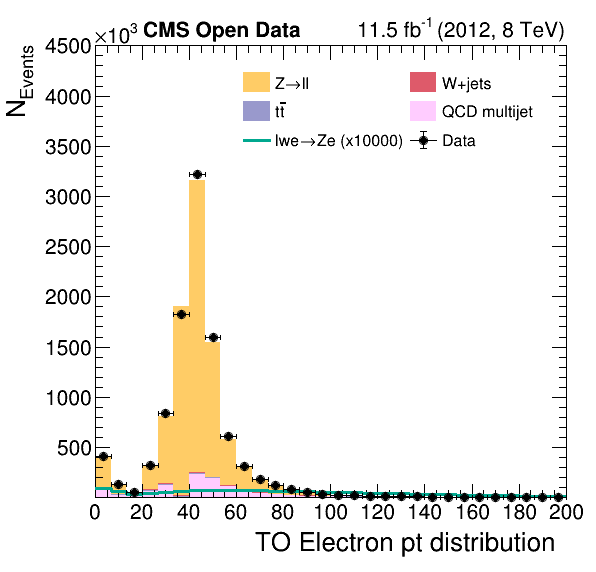 ×10³ CMS Open Data 11.5 fb⁻¹ (2012, 8 TeV)
N_Events
4500
4000
3500
3000
2500
2000
1500
1000
500
Z→ll W+jets
tt̄ QCD multijet
lwe→Ze (x10000) Data
0 20 40 60 80 100 120 140 160 180 200
TO Electron pt distribution